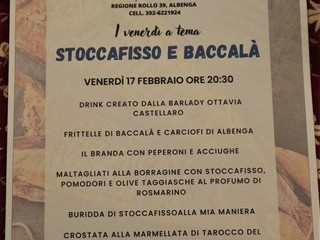 REGIONE ROLLO 39, ALBENGA
CELL. 392-6221924
I venerdì a tema
STOCCAFISSO E BACCALÀ
VENERDÌ 17 FEBBRAIO ORE 20:30
DRINK CREATO DALLA BARLADY OTTAVIA
CASTELLARO
FRITTELLE DI BACCALÀ E CARCIOFI DI ALBENGA
IL BRANDA CON PEPERONI E ACCIUGHE
MALTAGLIATI ALLA BORRAGINE CON STOCCAFISSO,
POMODORI E OLIVE TAGGIASCHE AL PROFUMO DI
ROSMARINO
BURIDDA DI STOCCAFISSOALLA MIA MANIERA
CROSTATA ALLA MARMELLATA DI TAROCCO DEL